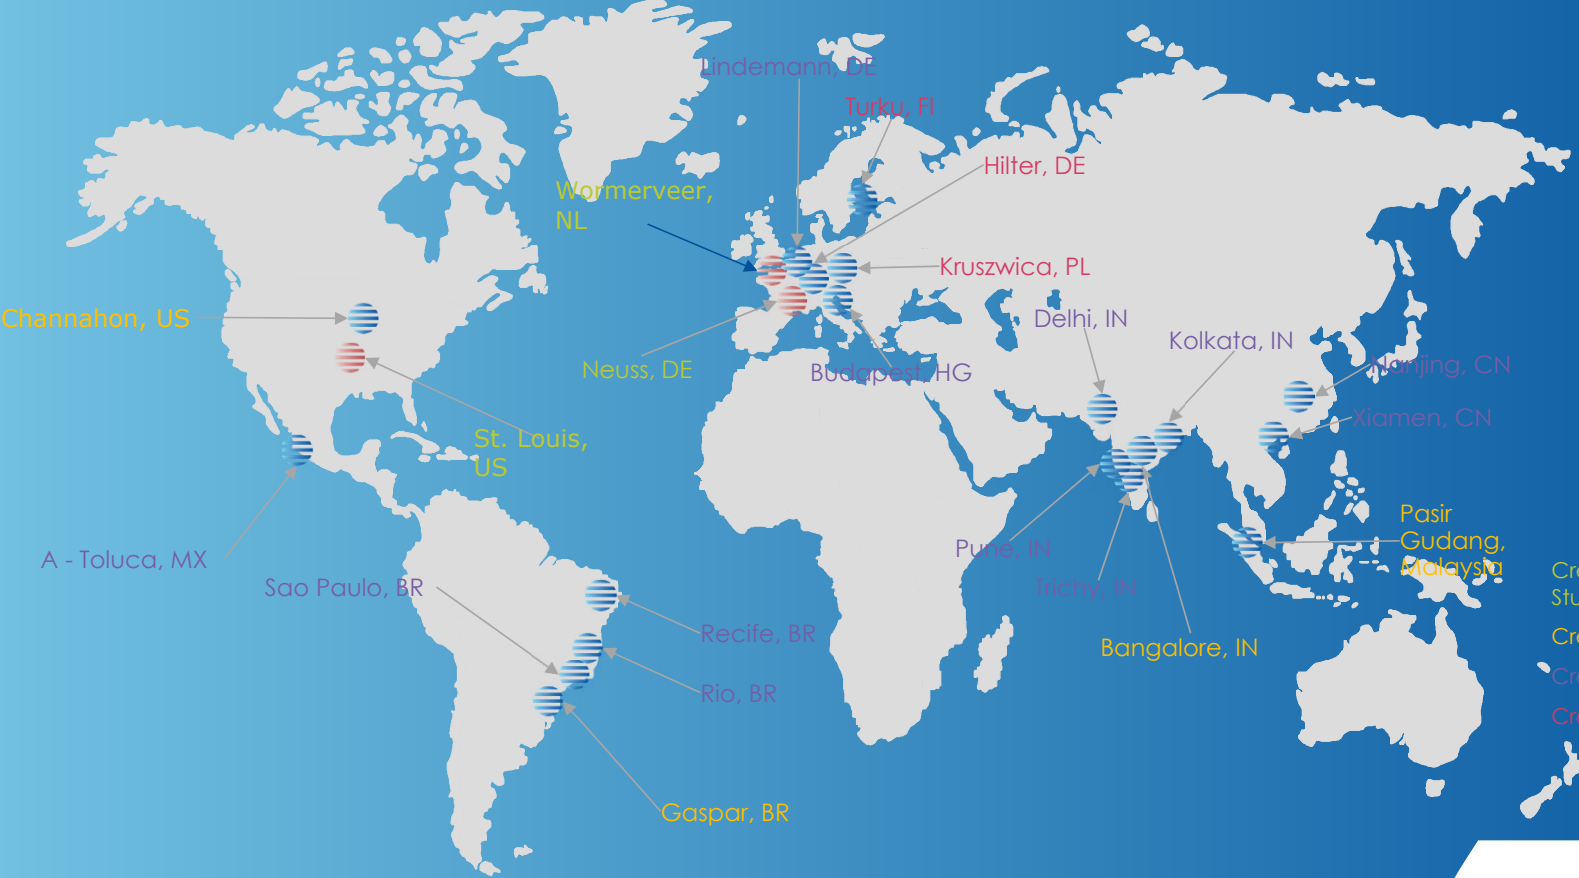 Lindemann, DE
Turku, FI
Hilter, DE
Wormerveer,
NL
Kruszwica, PL
Channahon, US
Delhi, IN
Kolkata, IN
Neuss, DE
Budapest, HG
Nanjing, CN
Xiamen, CN
St. Louis,
US
Pasir
Gudang,
Malaysia
A - Toluca, MX
Pune, IN
Sao Paulo, BR
Trichy, IN
Recife, BR
Bangalore, IN
Rio, BR
Gaspar, BR